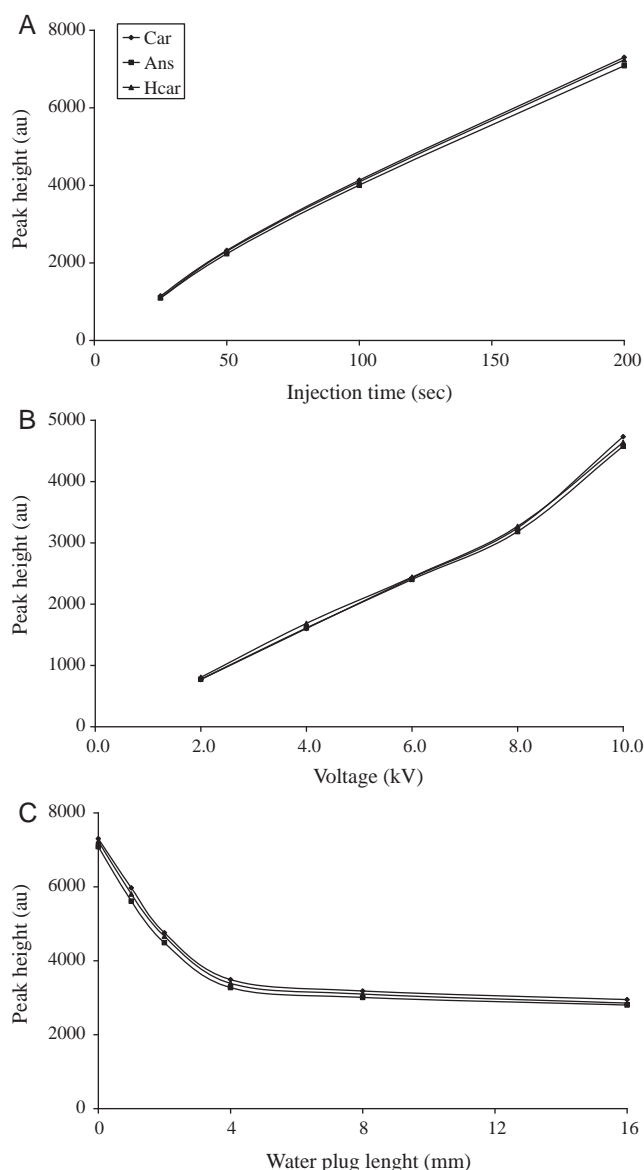 A
Car
Ans
Hcar
8000
6000
4000
2000
0
Peak height (au)
0 50 100 150 200
Injection time (sec)
B
5000
4000
3000
2000
1000
0
Peak height (au)
0.0 2.0 4.0 6.0 8.0 10.0
Voltage (kV)
C
8000
6000
4000
2000
0
Peak height (au)
0 4 8 12 16
Water plug lenght (mm)